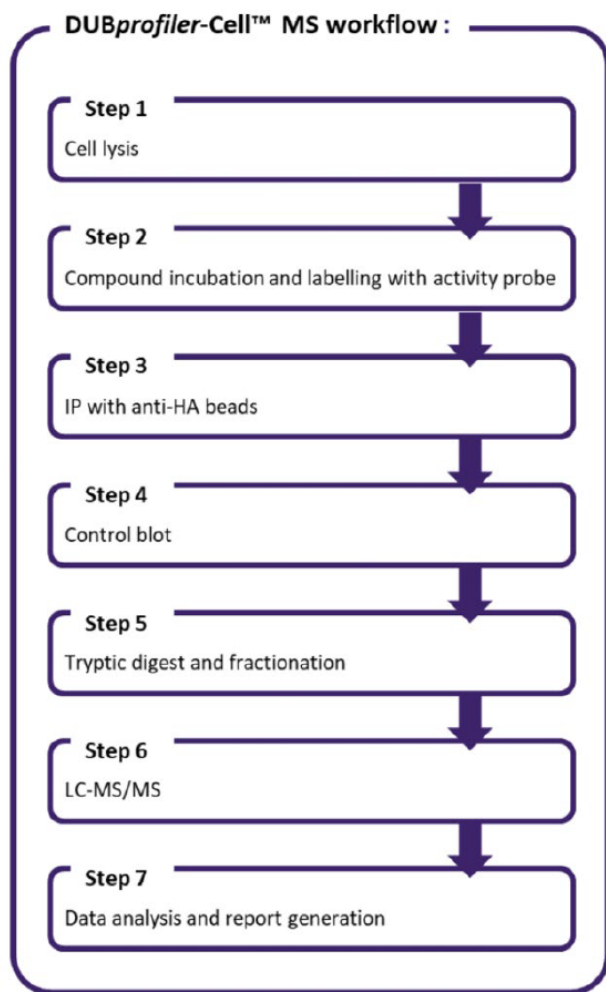 DUBprofiler-Cell™ MS workflow :
Step 1
Cell lysis
Step 2
Compound incubation and labelling with activity probe
Step 3
IP with anti-HA beads
Step 4
Control blot
Step 5
Tryptic digest and fractionation
Step 6
LC-MS/MS
Step 7
Data analysis and report generation